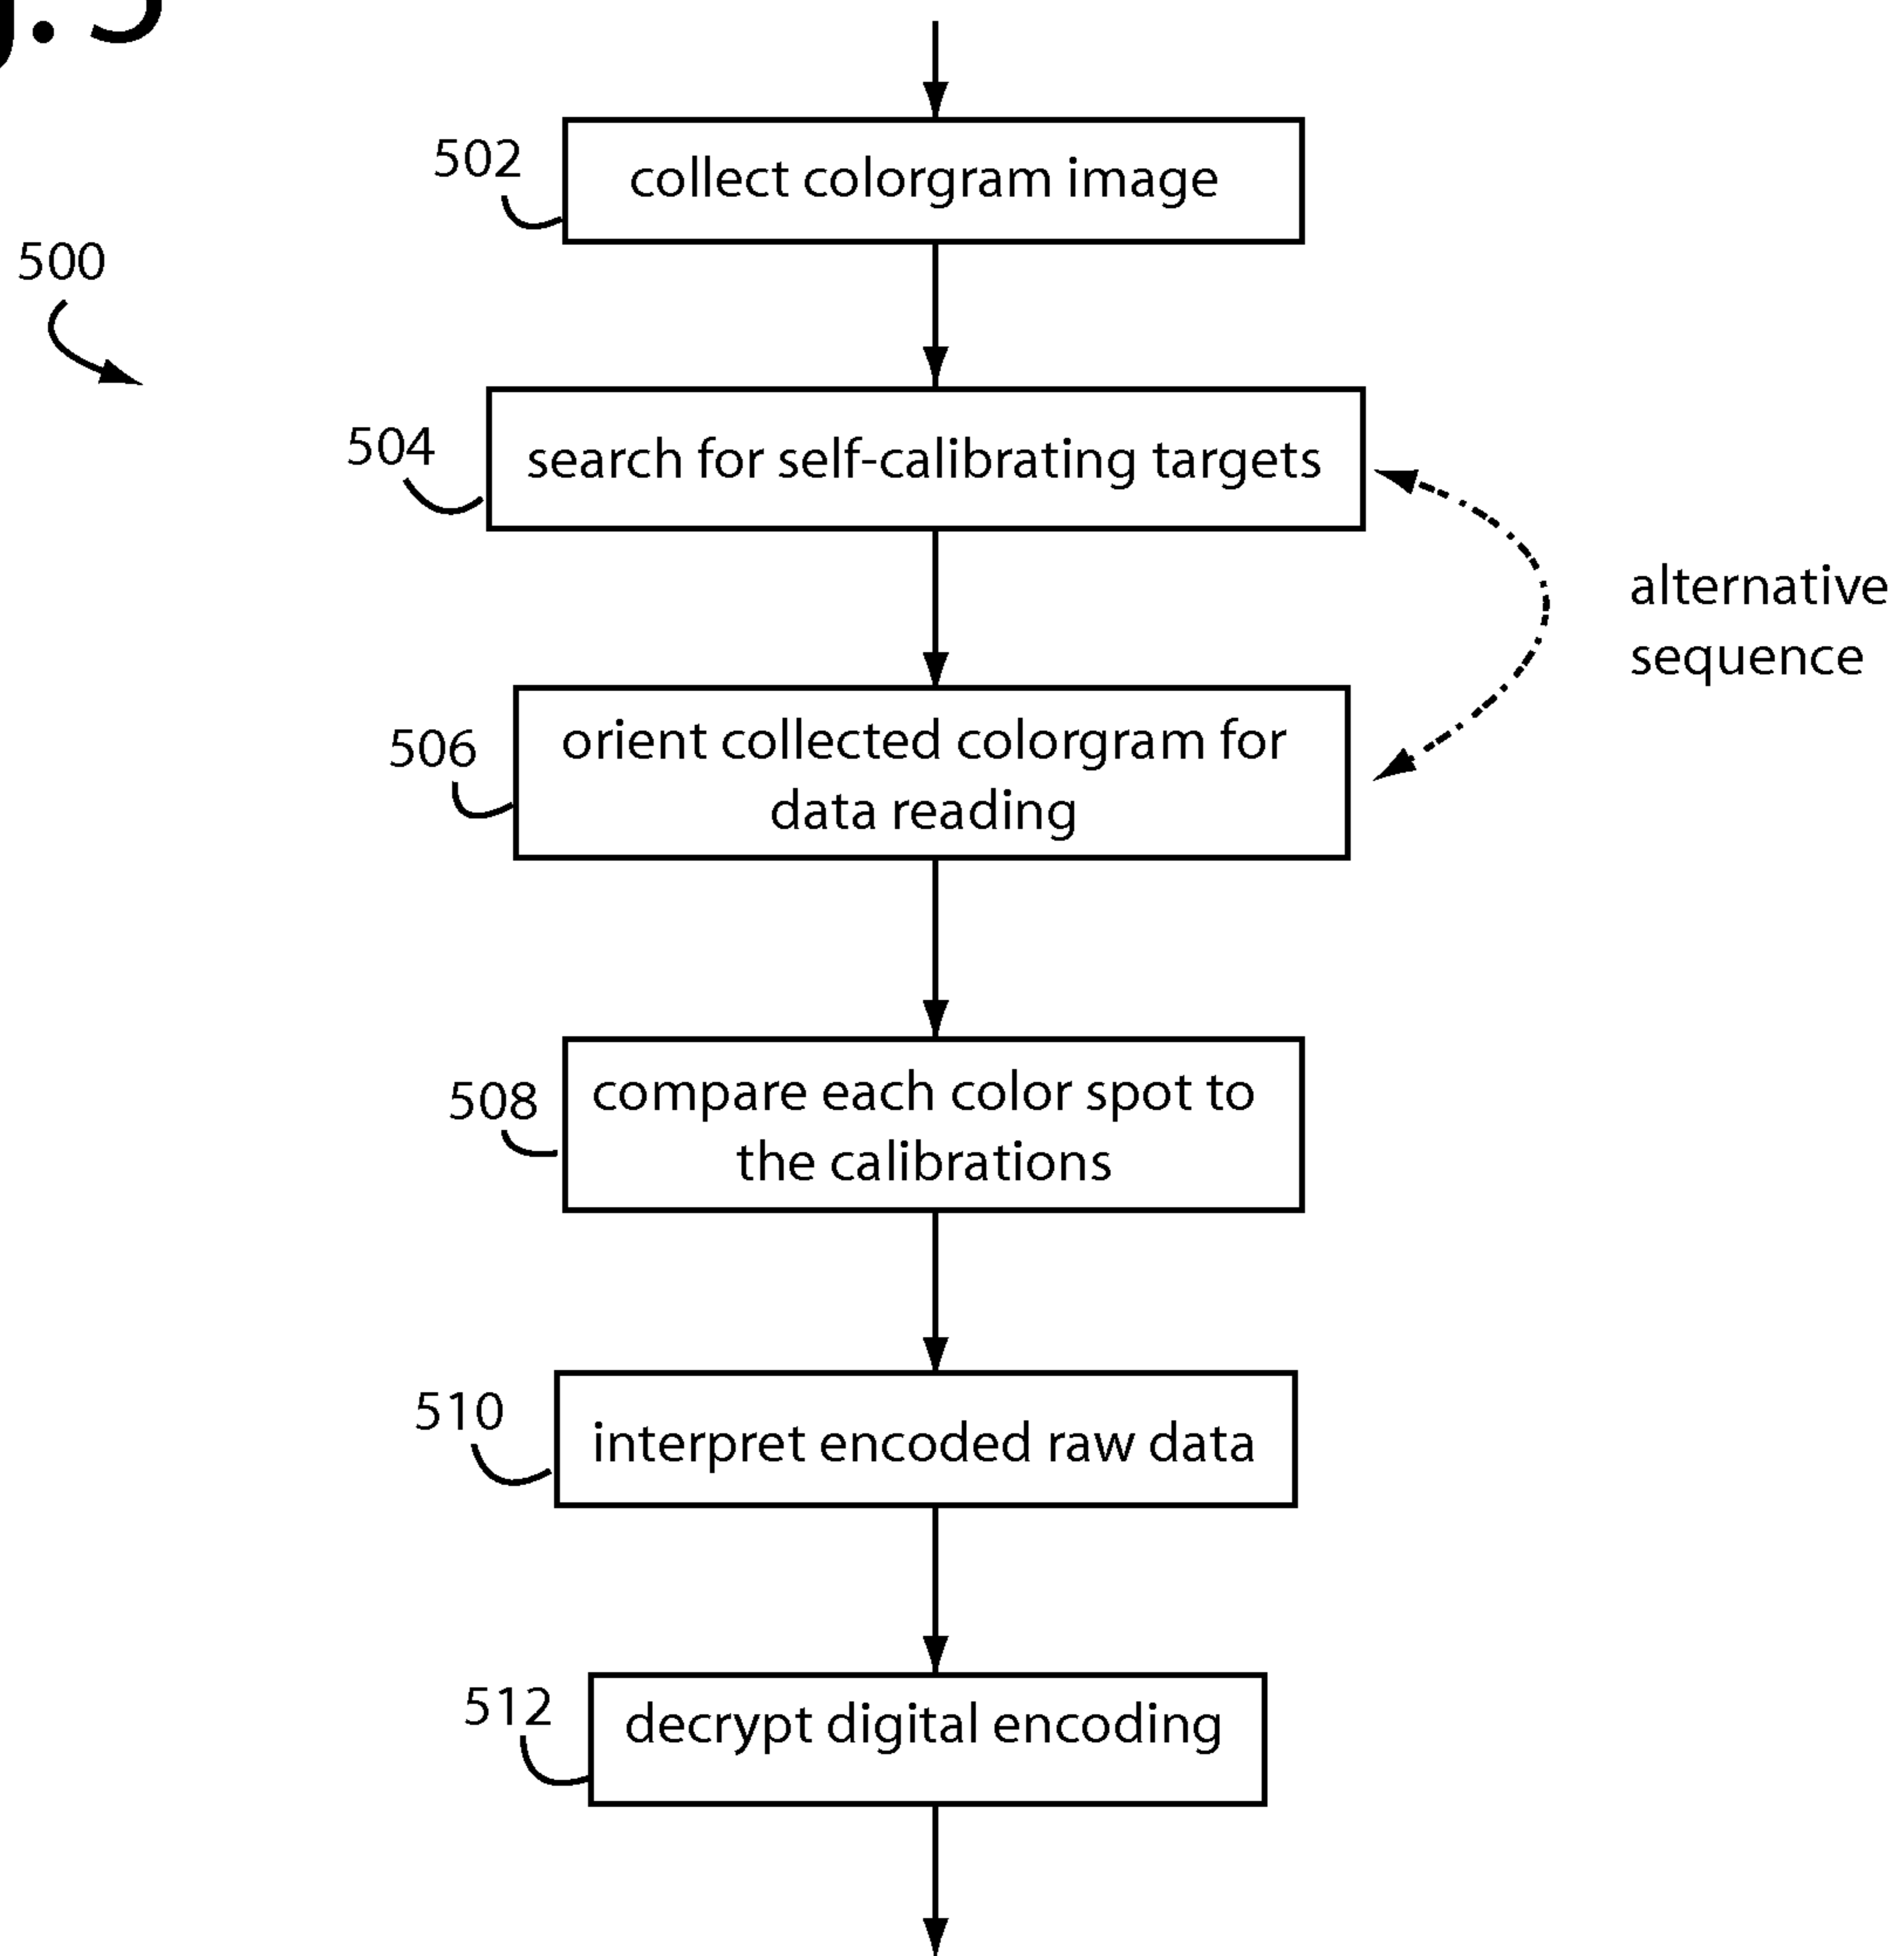 502
collect colorgram image
500
504
search for self-calibrating targets
alternative
sequence
506
orient collected colorgram for
data reading
508
compare each color spot to
the calibrations
510
interpret encoded raw data
512
decrypt digital encoding